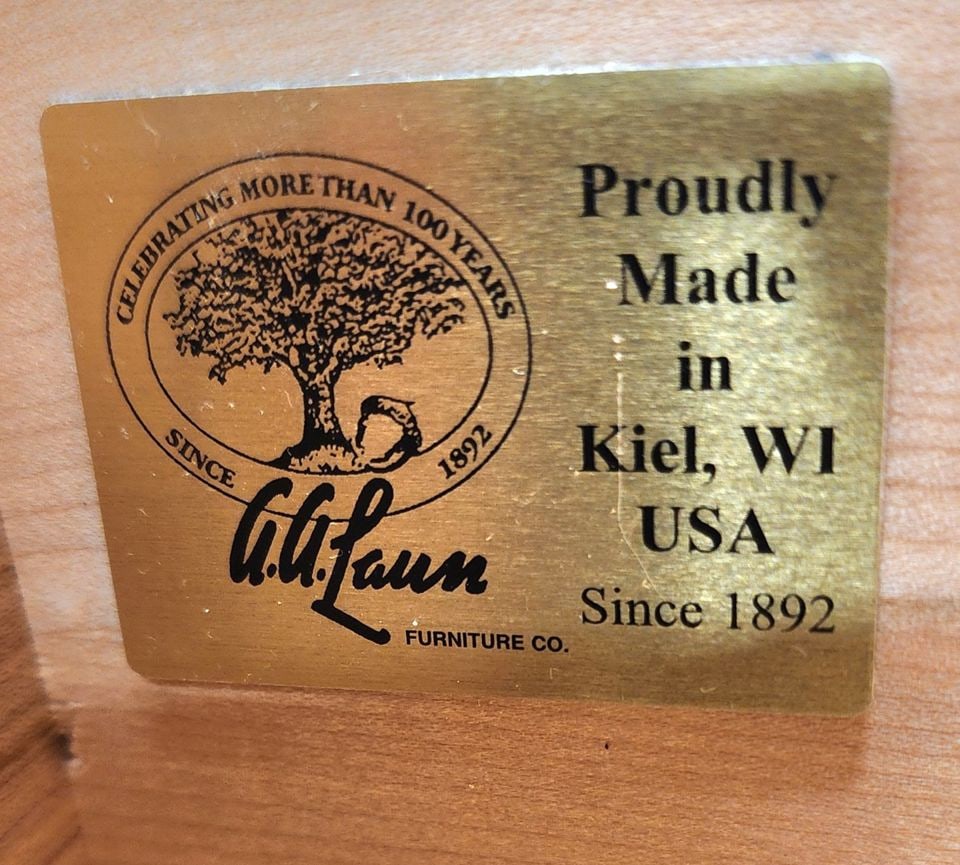 CELEBRATING MORE THAN 100 YEARS
SINCE 1892
A.A. Laun
FURNITURE CO.
Proudly
Made
in
Kiel, WI
USA
Since 1892